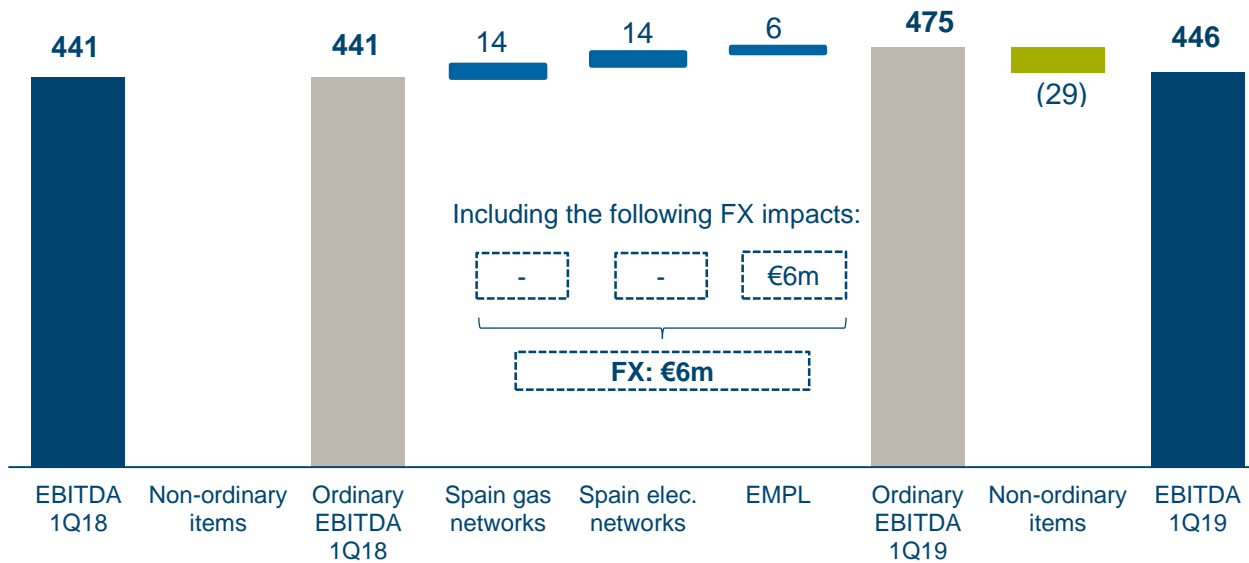 441
441
14
14
6
475
(29)
446
Including the following FX impacts:
-
-
€6m
FX: €6m
EBITDA
1Q18
Non-ordinary
items
Ordinary
EBITDA
1Q18
Spain gas
networks
Spain elec.
networks
EMPL
Ordinary
EBITDA
1Q19
Non-ordinary
items
EBITDA
1Q19